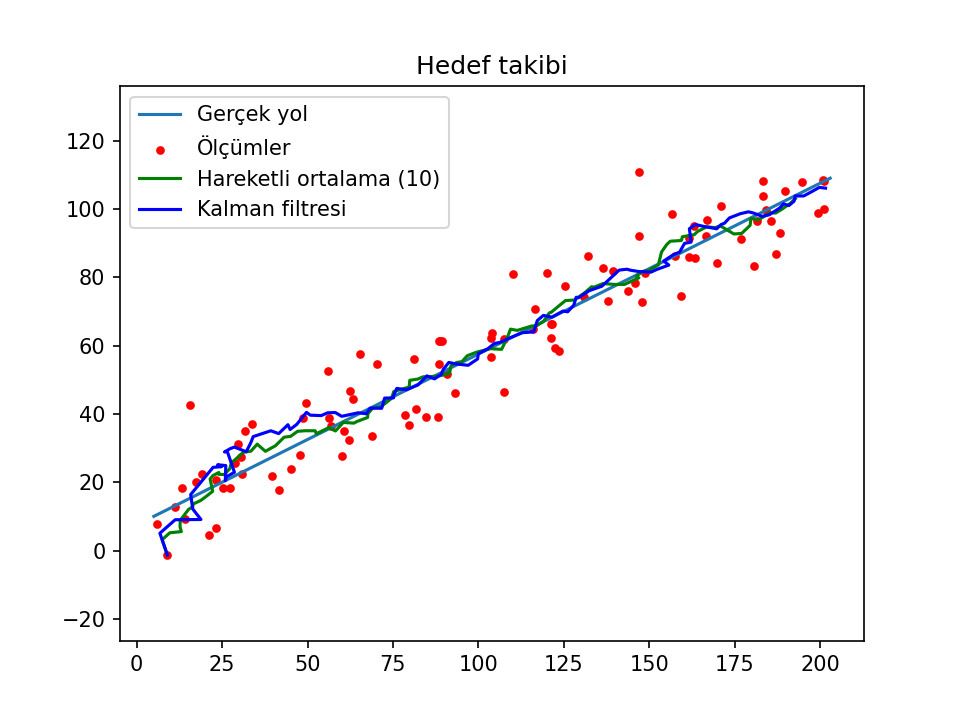 Hedef takibi
Gerçek yol
Ölçümler
Hareketli ortalama (10)
Kalman filtresi
120
100
80
60
40
20
0
−20
0 25 50 75 100 125 150 175 200